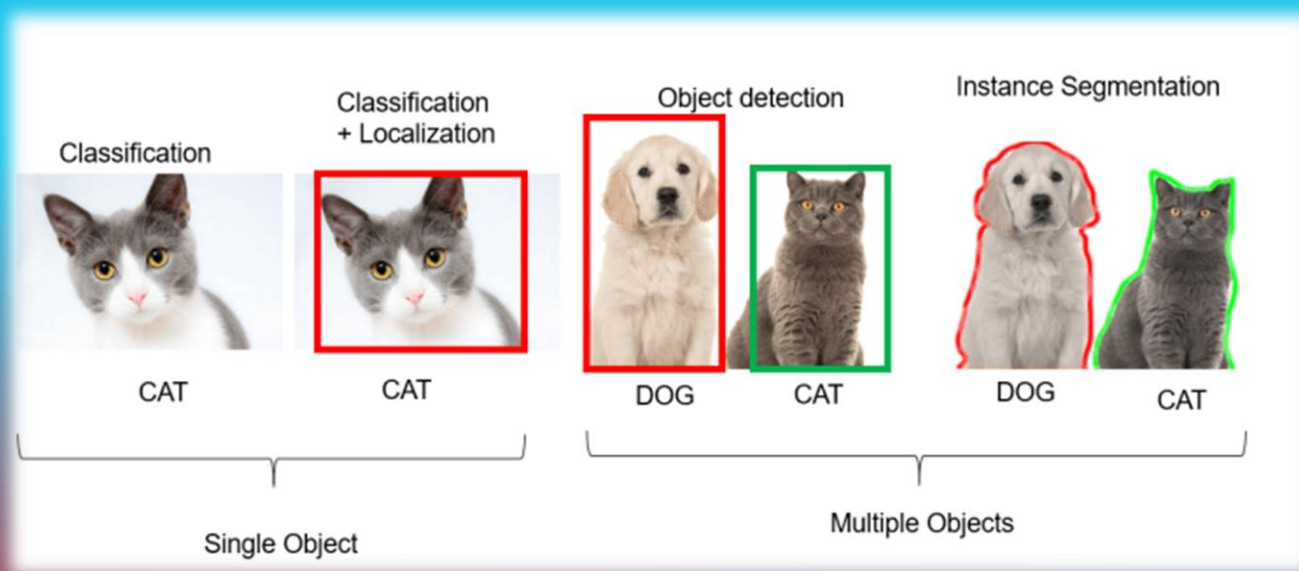 Classification
CAT
Classification
+ Localization
CAT
Single Object
Object detection
DOG
CAT
Instance Segmentation
DOG
CAT
Multiple Objects